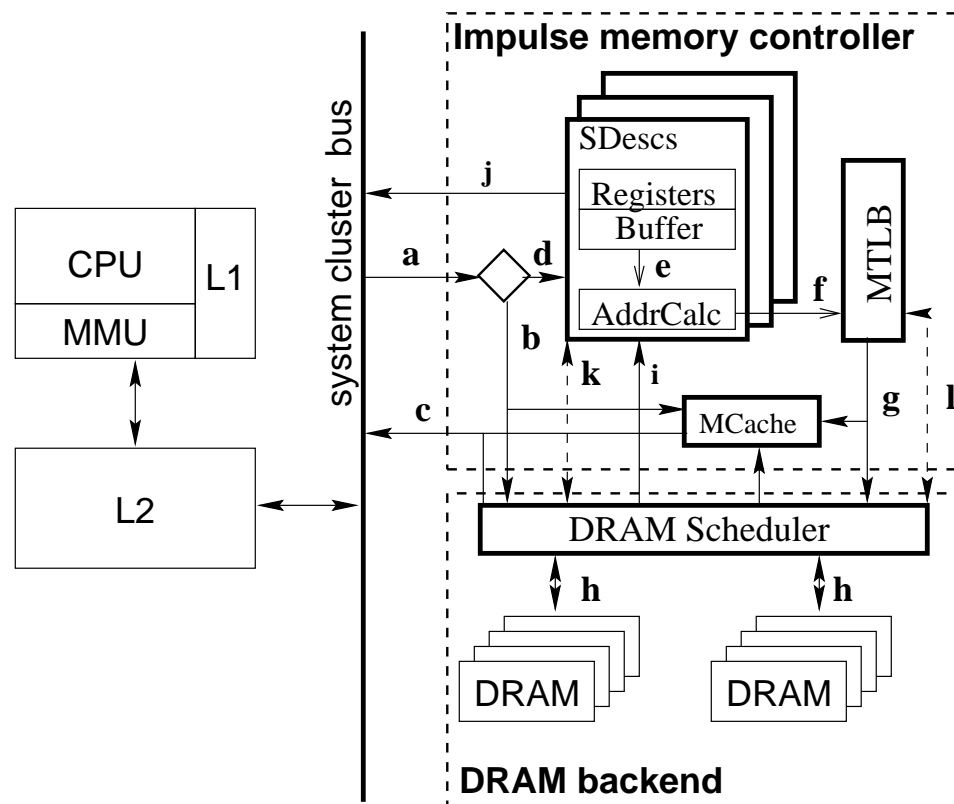 Impulse memory controller
system cluster bus
SDescs
Registers
Buffer
AddrCalc
MTLB
CPU
L1
MMU
L2
j
a
d
e
f
b
k
i
c
MCache
g
l
DRAM Scheduler
h
h
DRAM
DRAM
DRAM backend